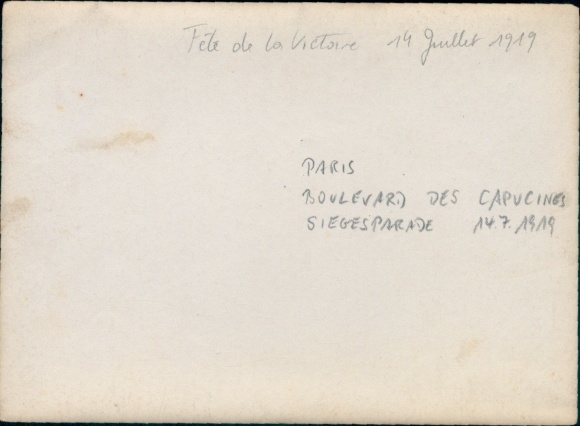 Fête de la Victoire 14 Juillet 1919
PARIS
BOULEVARD DES CAPUCINES
SIEGESPARADE 14.7.1919